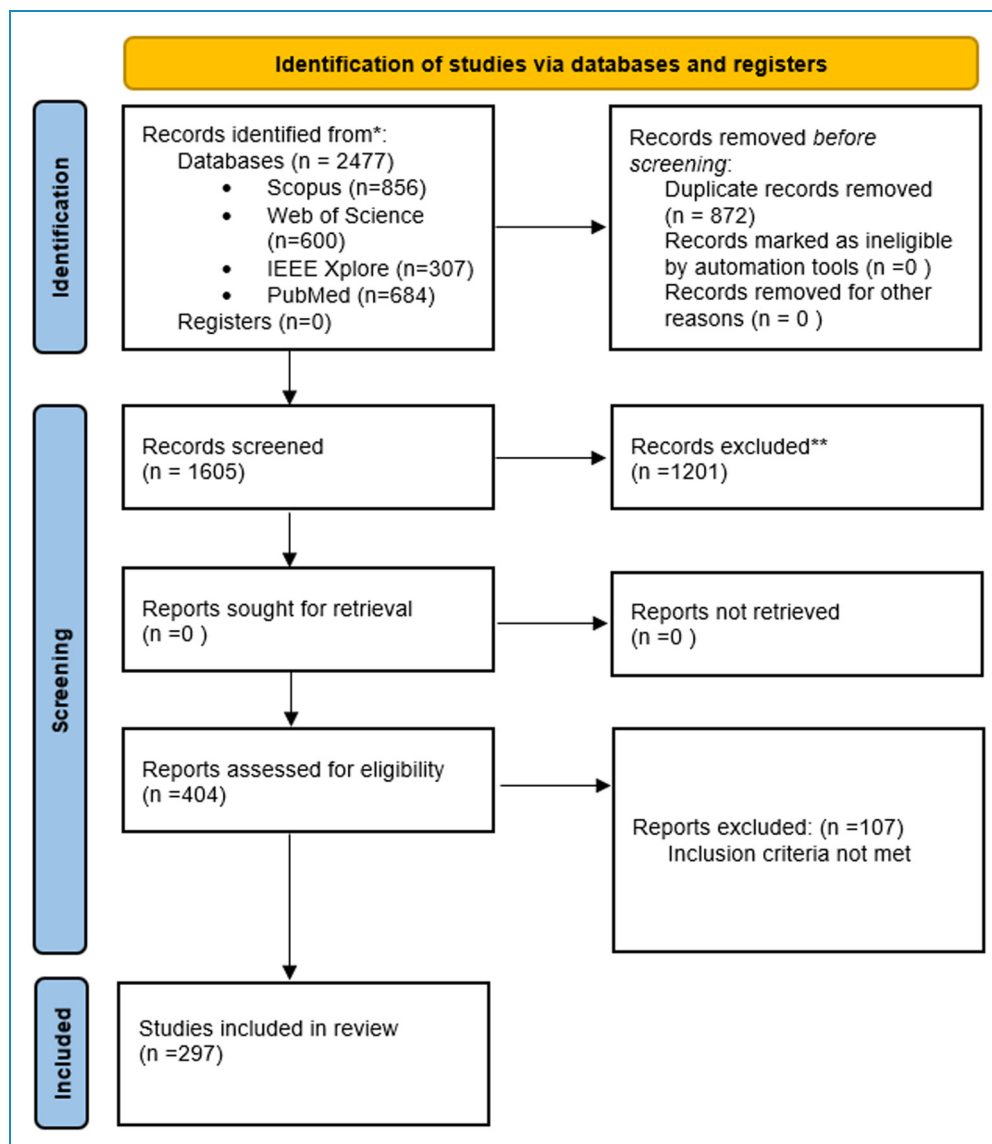 Identification of studies via databases and registers
Identification
Records identified from*:
Databases (n = 2477)
• Scopus (n=856)
• Web of Science
(n=600)
• IEEE Xplore (n=307)
• PubMed (n=684)
Registers (n=0)
Records removed before
screening:
Duplicate records removed
(n = 872)
Records marked as ineligible
by automation tools (n =0 )
Records removed for other
reasons (n = 0 )
Screening
Records screened
(n = 1605)
Records excluded**
(n =1201)
Reports sought for retrieval
(n =0 )
Reports not retrieved
(n =0 )
Reports assessed for eligibility
(n =404)
Reports excluded: (n =107)
Inclusion criteria not met
Included
Studies included in review
(n =297)